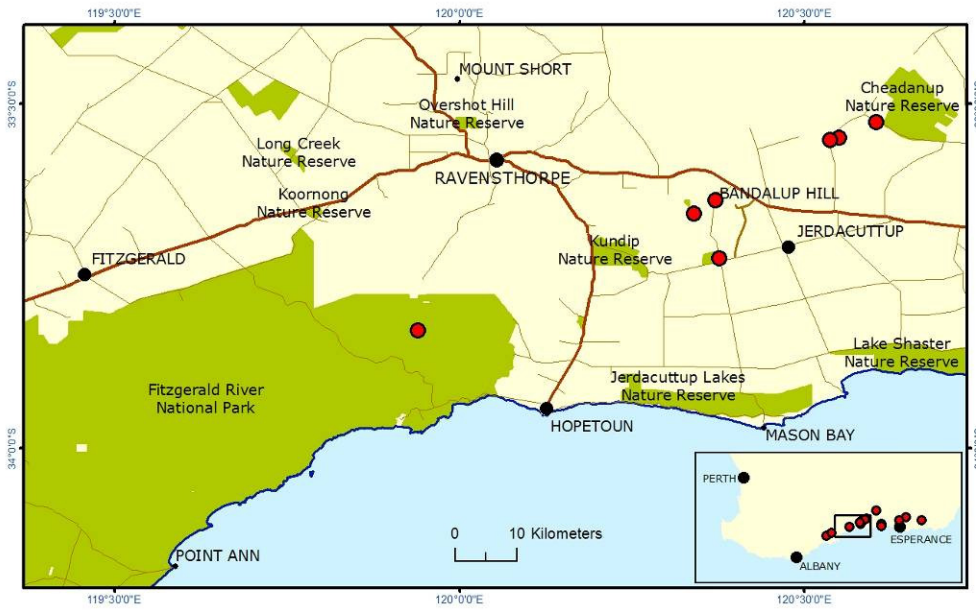 119°30'0"E
120°0'0"E
120°30'0"E
33°30'0"S
MOUNT SHORT
Overshot Hill
Nature Reserve
Cheadanup
Nature Reserve
Long Creek
Nature Reserve
RAVENSTHORPE
Koornong
Nature Reserve
BANDALUP HILL
FITZGERALD
Kundip
Nature Reserve
JERDACUTTUP
Lake Shaster
Nature Reserve
Fitzgerald River
National Park
Jerdacuttup Lakes
Nature Reserve
HOPETOUN
MASON BAY
34°0'0"S
PERTH
ESPERANCE
ALBANY
0 10 Kilometers
POINT ANN
119°30'0"E
120°0'0"E
120°30'0"E